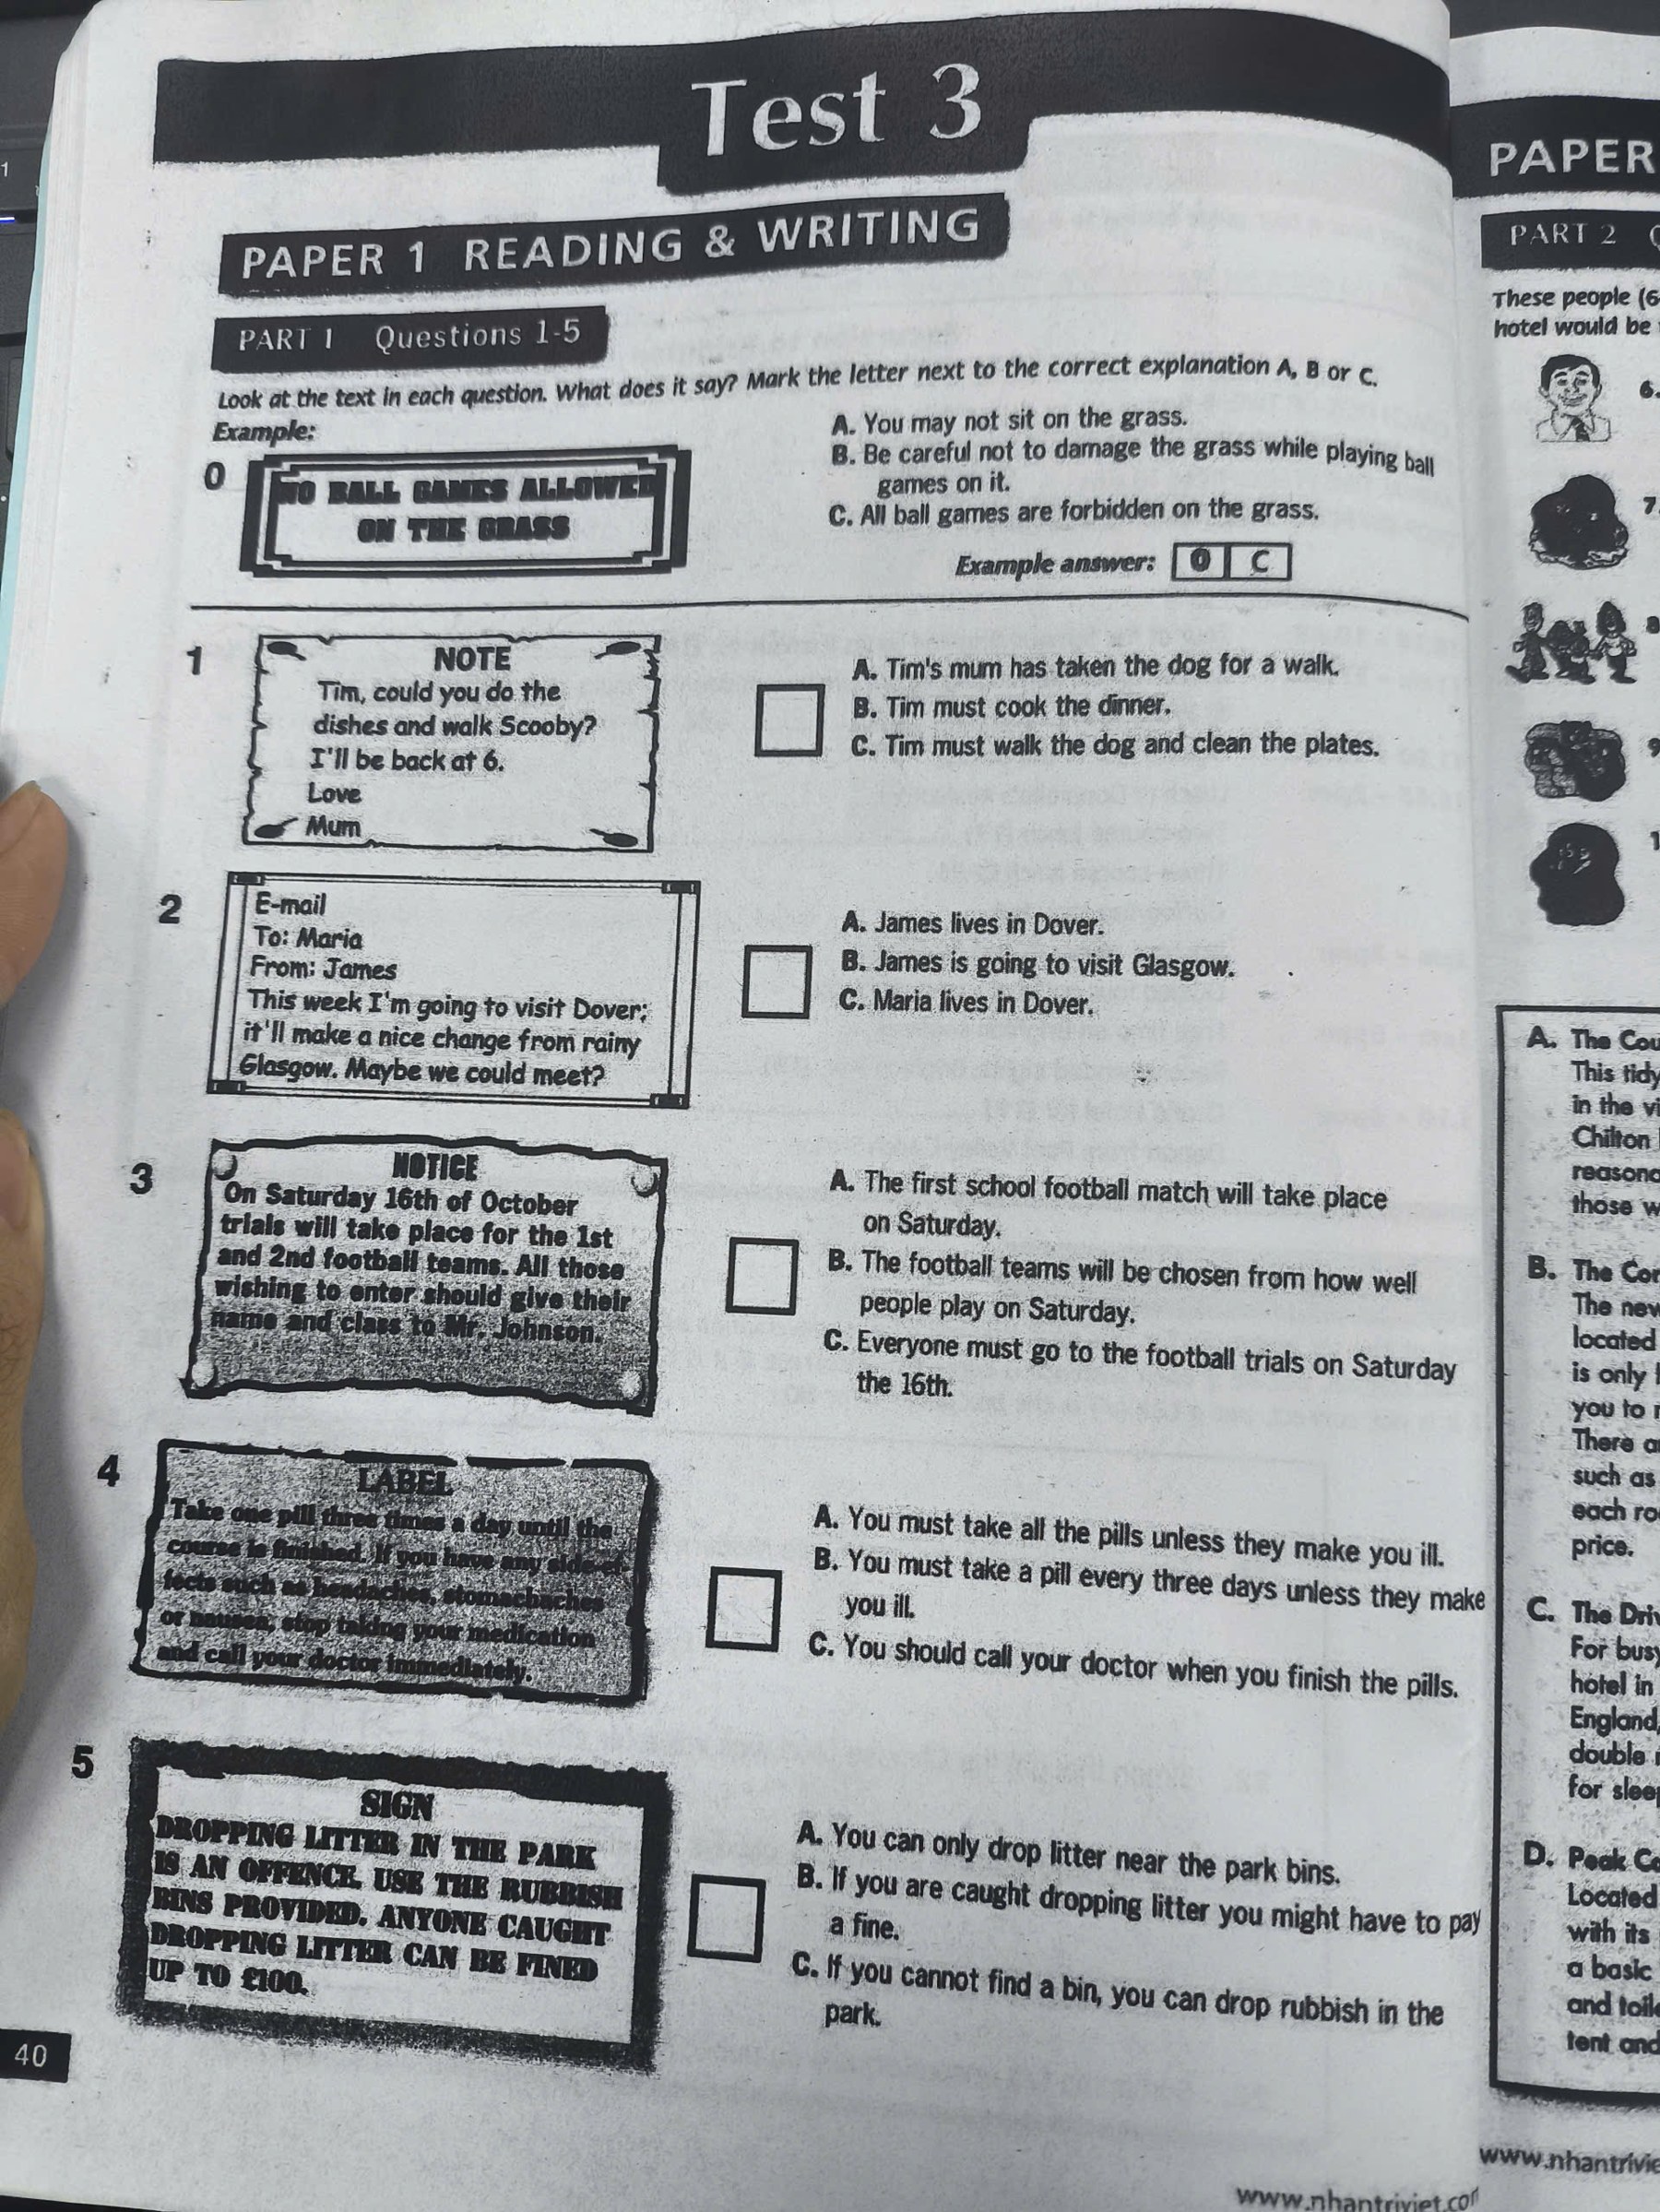 Test 3
PAPER 1 READING & WRITING
PART 1 Questions 1-5
Look at the text in each question. What does it say? Mark the letter next to the correct explanation A, B or C.
Example:
0
NO BALL GAMES ALLOWED
ON THE GRASS
A. You may not sit on the grass.
B. Be careful not to damage the grass while playing ball
games on it.
C. All ball games are forbidden on the grass.
Example answer: 0 C
1
NOTE
Tim, could you do the
dishes and walk Scooby?
I'll be back at 6.
Love
Mum
A. Tim's mum has taken the dog for a walk.
B. Tim must cook the dinner.
C. Tim must walk the dog and clean the plates.
2
E-mail
To: Maria
From: James
This week I'm going to visit Dover;
it'll make a nice change from rainy
Glasgow. Maybe we could meet?
A. James lives in Dover.
B. James is going to visit Glasgow.
C. Maria lives in Dover.
3
NOTICE
On Saturday 16th of October
trials will take place for the 1st
and 2nd football teams. All those
wishing to enter should give their
name and class to Mr. Johnson.
A. The first school football match will take place
on Saturday.
B. The football teams will be chosen from how well
people play on Saturday.
C. Everyone must go to the football trials on Saturday
the 16th.
4
LABEL
Take one pill three times a day until the
course is finished. If you have any side-ef-
fects such as headaches, stomachaches
or nausea, stop taking your medication
and call your doctor immediately.
A. You must take all the pills unless they make you ill.
B. You must take a pill every three days unless they make
you ill.
C. You should call your doctor when you finish the pills.
5
SIGN
DROPPING LITTER IN THE PARK
IS AN OFFENCE. USE THE RUBBISH
BINS PROVIDED. ANYONE CAUGHT
DROPPING LITTER CAN BE FINED
UP TO £100.
A. You can only drop litter near the park bins.
B. If you are caught dropping litter you might have to pay
a fine.
C. If you cannot find a bin, you can drop rubbish in the
park.
40
PAPER
PART 2
These people (6
hotel would be
6.
7.
8
9
1
A. The
This tidy
in the
Chilton
those
B. The
The
located
is only
you to
There
such as
each
price.
C. The
For busy
hotel in
England,
double
for
D. Peak
Located
with its
a basic
and
tent and
www.nhantriviet.com